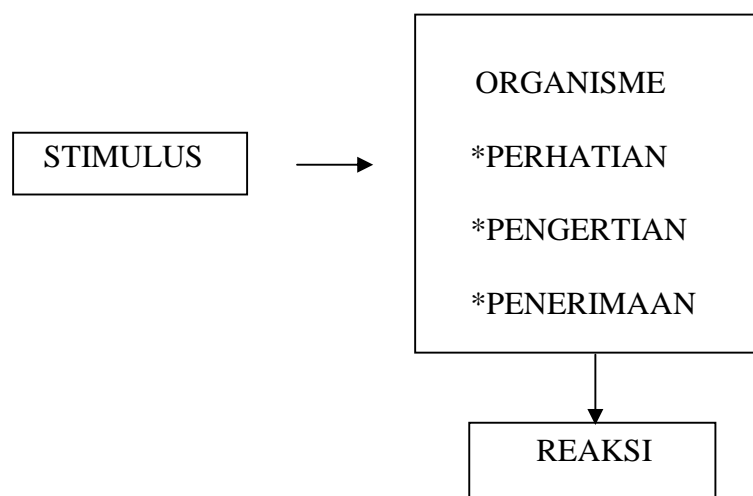 STIMULUS
ORGANISME
*PERHATIAN
*PENGERTIAN
*PENERIMAAN
REAKSI